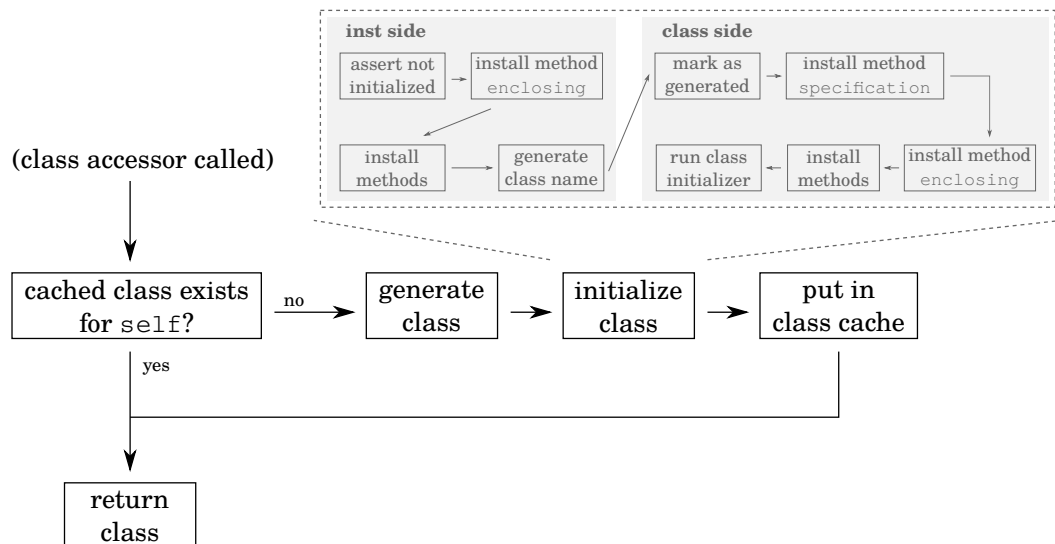 inst side
class side
assert not
initialized
install method
enclosing
mark as
generated
install method
specification
install
methods
generate
class name
run class
initializer
install
methods
install method
enclosing
(class accessor called)
cached class exists
for self?
no
generate
class
initialize
class
put in
class cache
yes
return
class